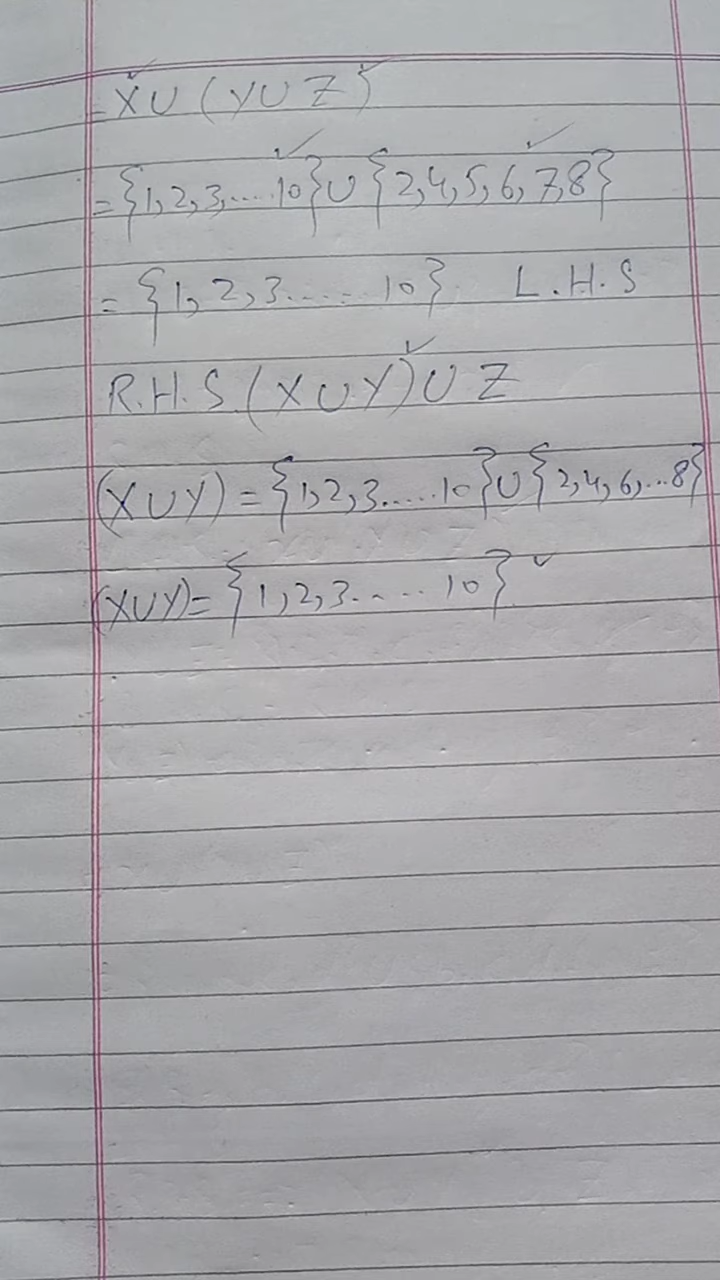 = X U (Y U Z)
= {1, 2, 3, .... 10} U {2, 4, 5, 6, 7, 8}
= {1, 2, 3 ..... 10} L.H.S
R.H.S (X U Y) U Z
(X U Y) = {1, 2, 3 ..... 10} U {2, 4, 6, ... 8}
(X U Y) = {1, 2, 3 ..... 10}